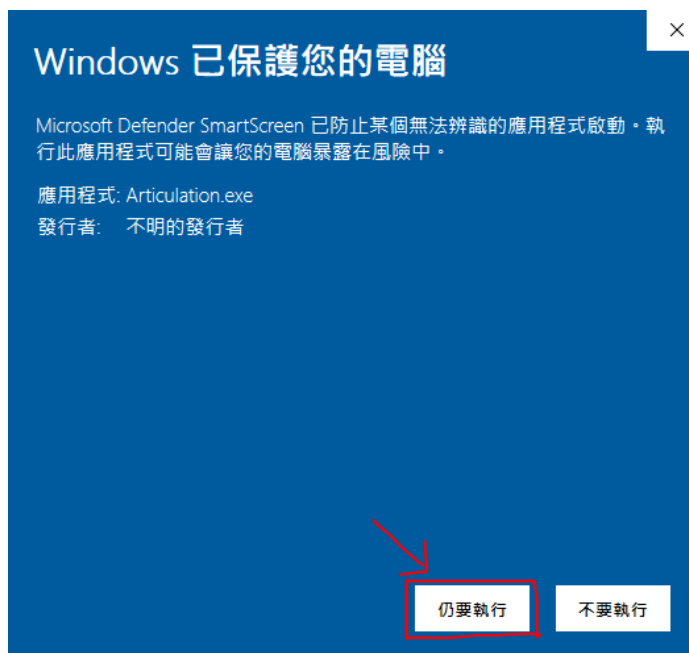 Windows 已保護您的電腦
Microsoft Defender SmartScreen 已防止某個無法辨識的應用程式啟動。執
行此應用程式可能會讓您的電腦暴露在風險中。
應用程式: Articulation.exe
發行者: 不明的發行者
仍要執行 不要執行